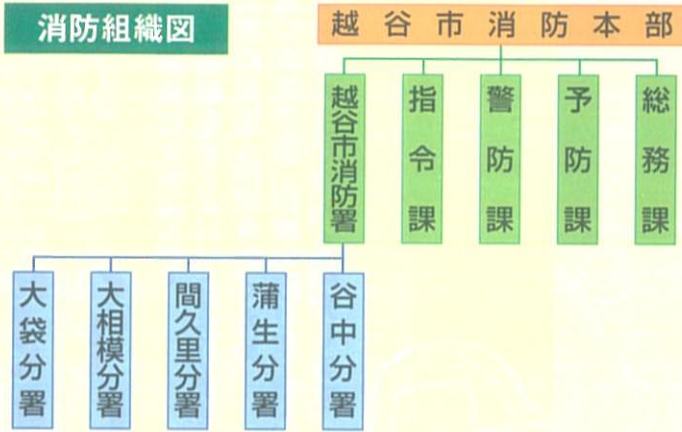 消防組織図
越谷市消防本部
総務課
予防課
警防課
指令課
越谷市消防署
谷中分署
蒲生分署
間久里分署
大相模分署
大袋分署